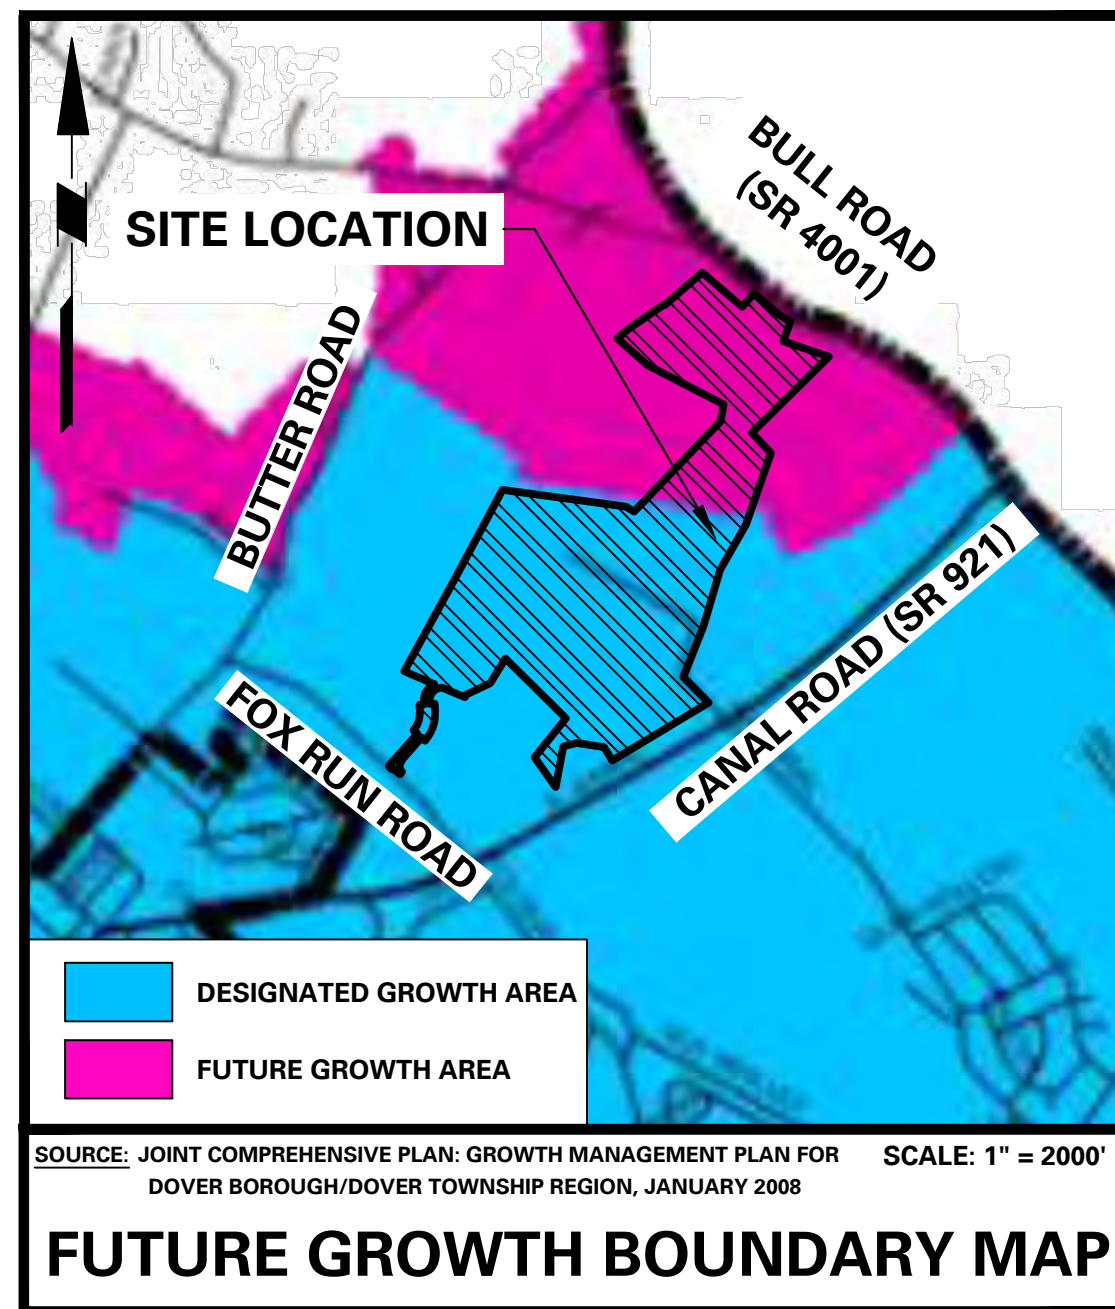 BULL ROAD
(SR 4001)
SITE LOCATION
BUTTER ROAD
CANAL ROAD (SR 921)
FOX RUN ROAD
DESIGNATED GROWTH AREA
FUTURE GROWTH AREA
SOURCE: JOINT COMPREHENSIVE PLAN: GROWTH MANAGEMENT PLAN FOR
DOVER BOROUGH/DOVER TOWNSHIP REGION, JANUARY 2008
SCALE: 1" = 2000'
FUTURE GROWTH BOUNDARY MAP